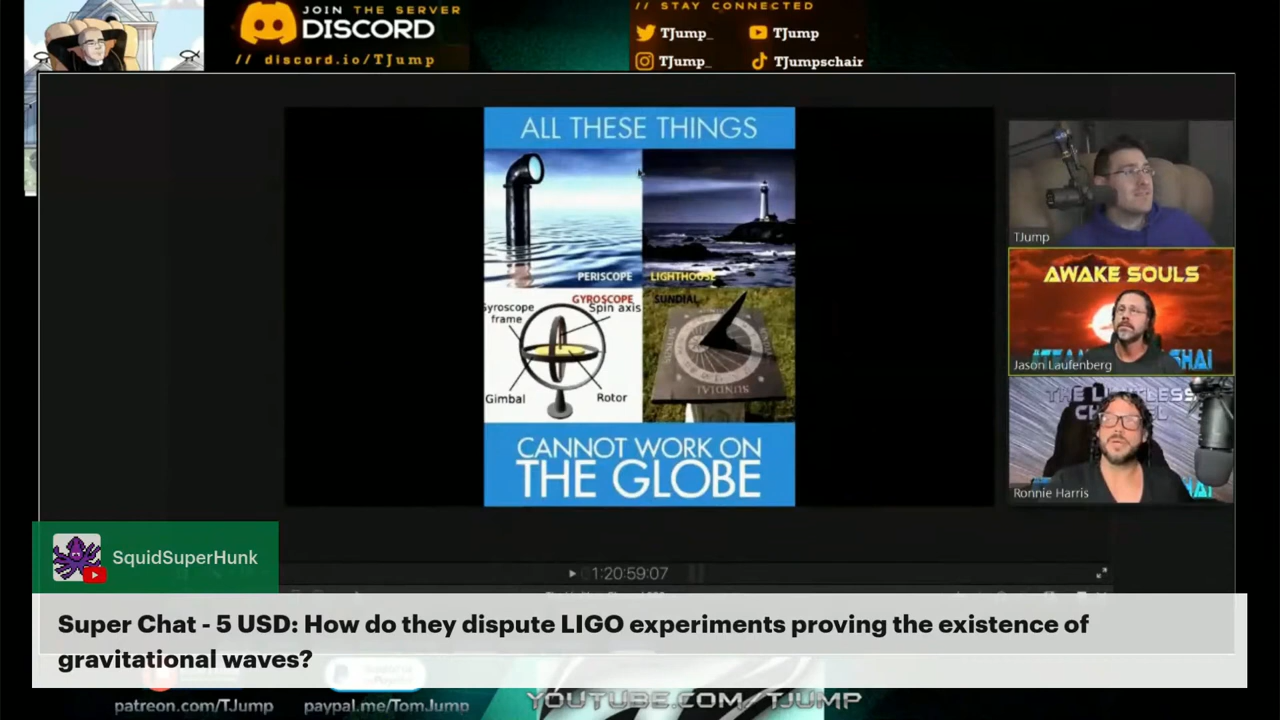 JOIN THE SERVER
DISCORD
// discord.io/TJump
// STAY CONNECTED
TJump_
TJump
TJump_
TJumpschair
ALL THESE THINGS
PERISCOPE
LIGHTHOUSE
GYROSCOPE
Gyroscope
frame
Spin axis
Gimbal
Rotor
SUNDIAL
SUNDIAL
CANNOT WORK ON
THE GLOBE
TJump
AWAKE SOULS
Jason Laufenberg
Ronnie Harris
1:20:59:07
SquidSuperHunk
Super Chat - 5 USD: How do they dispute LIGO experiments proving the existence of
gravitational waves?
patreon.com/TJump
paypal.me/TomJump
YOUTUBE.COM/TJUMP